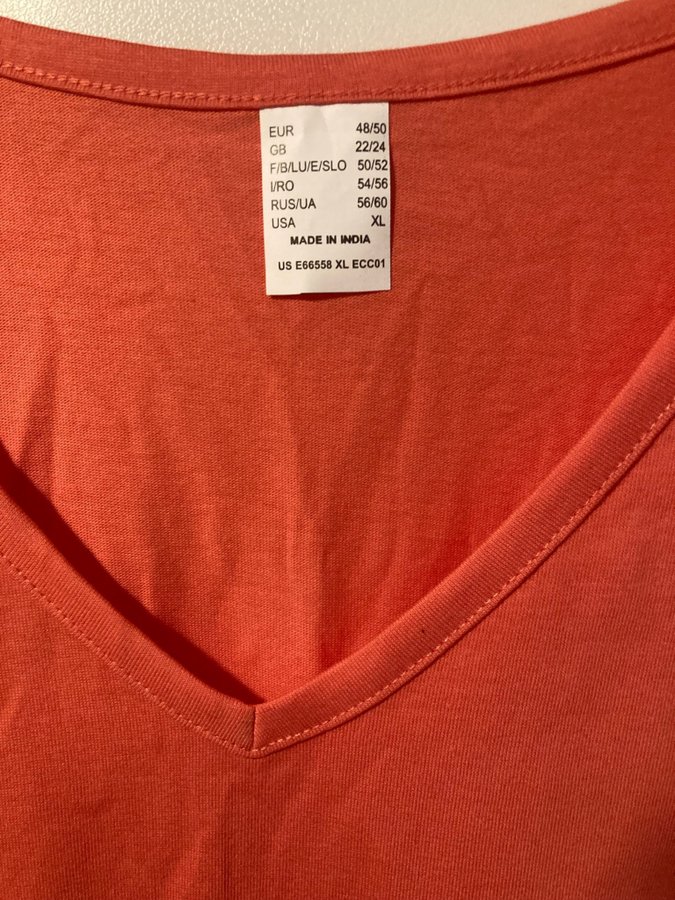 EUR 48/50
GB 22/24
F/B/LU/E/SLO 50/52
I/RO 54/56
RUS/UA 56/60
USA XL
MADE IN INDIA
US E66558 XL ECC01